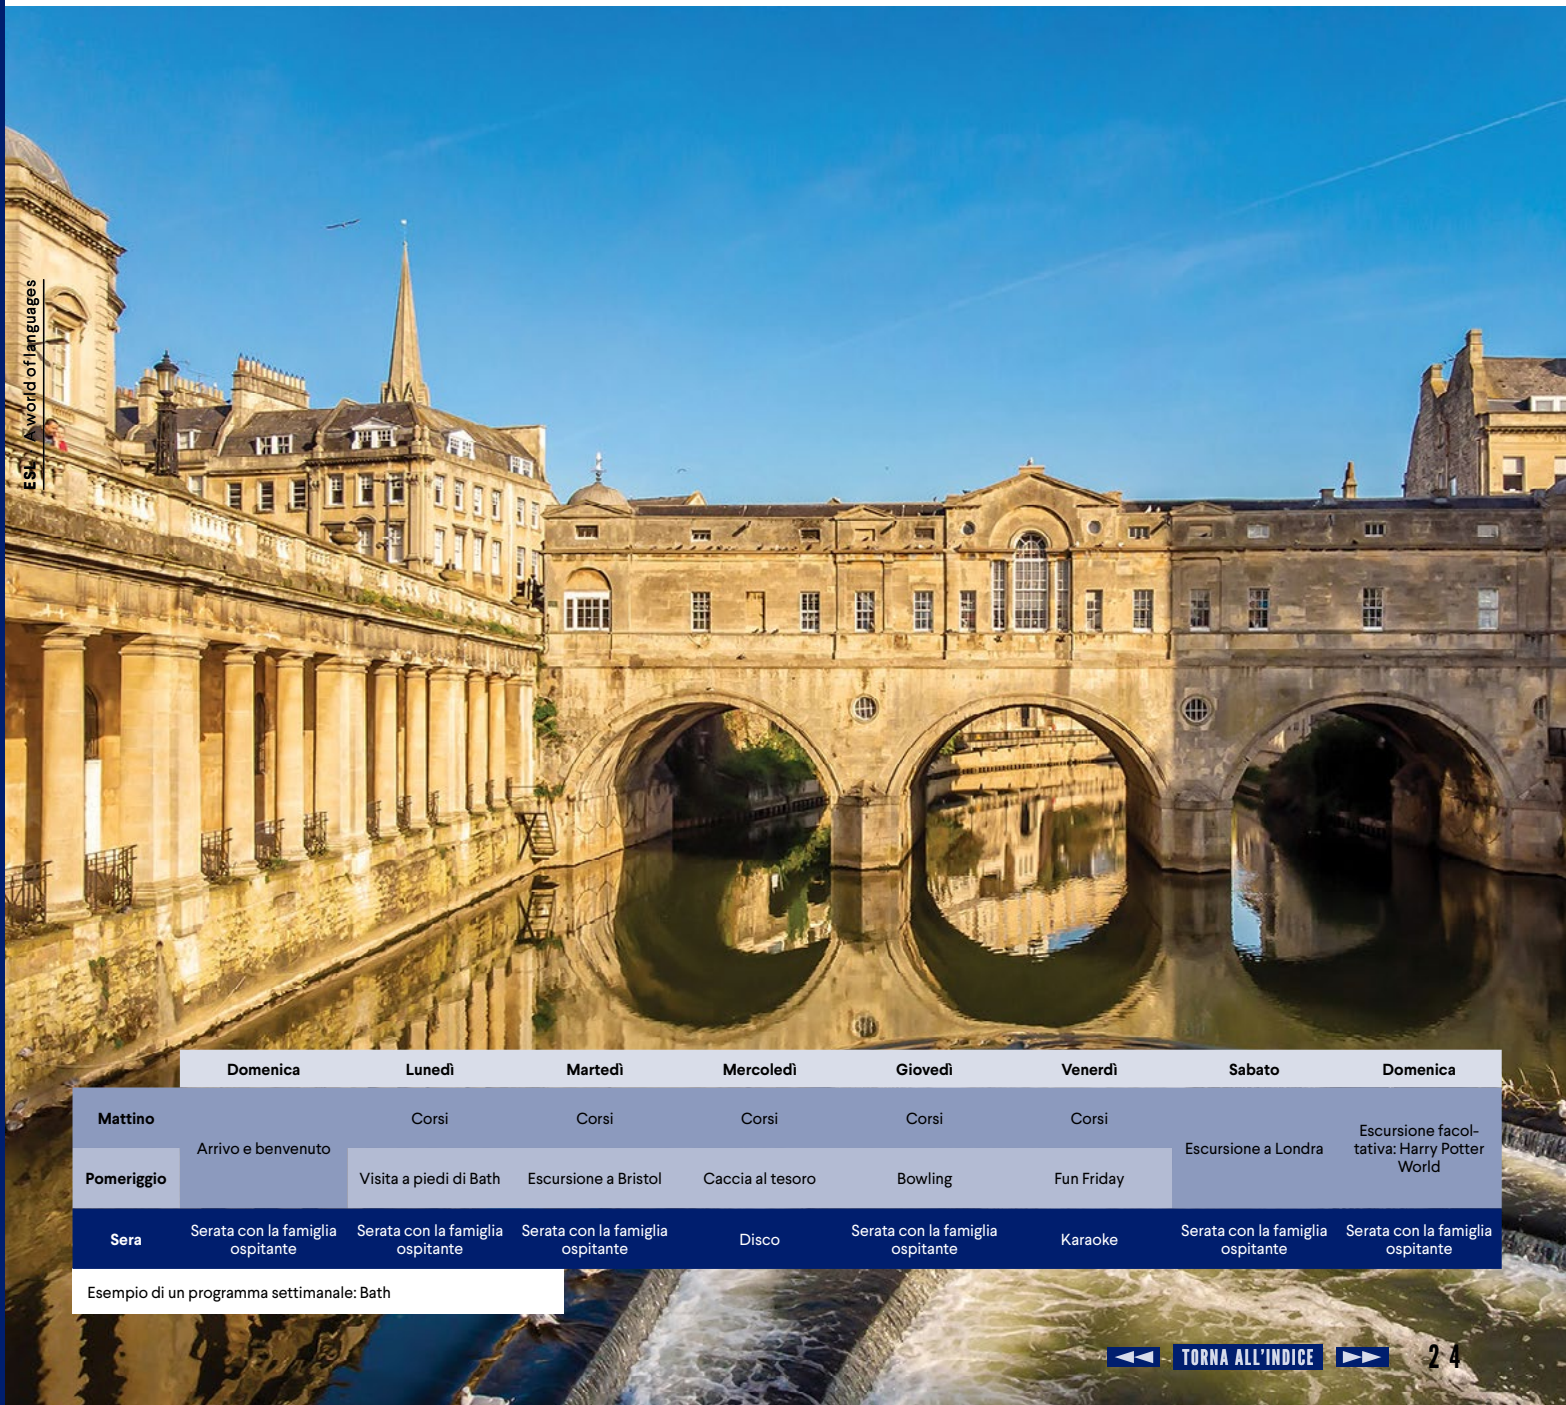 ESL – A world of languages
Domenica Lunedì Martedì Mercoledì Giovedì Venerdì Sabato Domenica
Mattino Arrivo e benvenuto Corsi Corsi Corsi Corsi Corsi Escursione a Londra Escursione facol-
tativa: Harry Potter
World
Pomeriggio Visita a piedi di Bath Escursione a Bristol Caccia al tesoro Bowling Fun Friday
Sera Serata con la famiglia
ospitante
Serata con la famiglia
ospitante
Serata con la famiglia
ospitante
Disco
Serata con la famiglia
ospitante
Karaoke
Serata con la famiglia
ospitante
Serata con la famiglia
ospitante
Esempio di un programma settimanale: Bath
TORNA ALL'INDICE
24